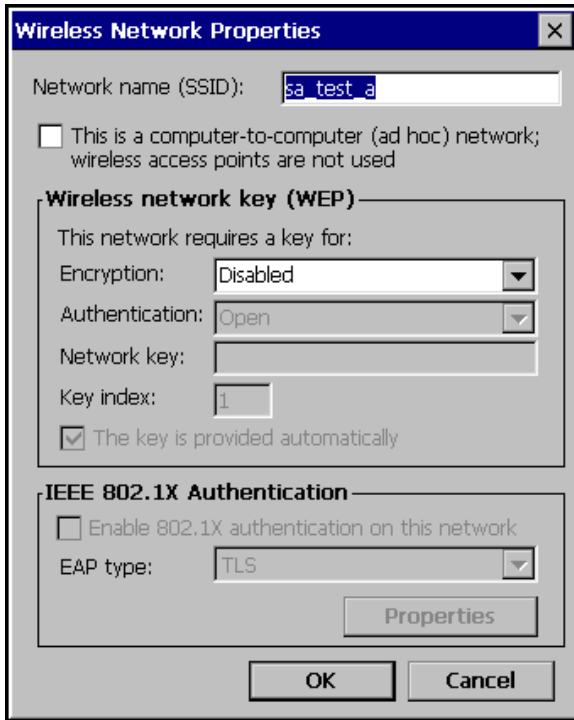 Wireless Network Properties
Network name (SSID): sa_test_a
This is a computer-to-computer (ad hoc) network;
wireless access points are not used
Wireless network key (WEP)
This network requires a key for:
Encryption: Disabled
Authentication: Open
Network key:
Key index: 1
The key is provided automatically
IEEE 802.1X Authentication
Enable 802.1X authentication on this network
EAP type: TLS
Properties
OK Cancel